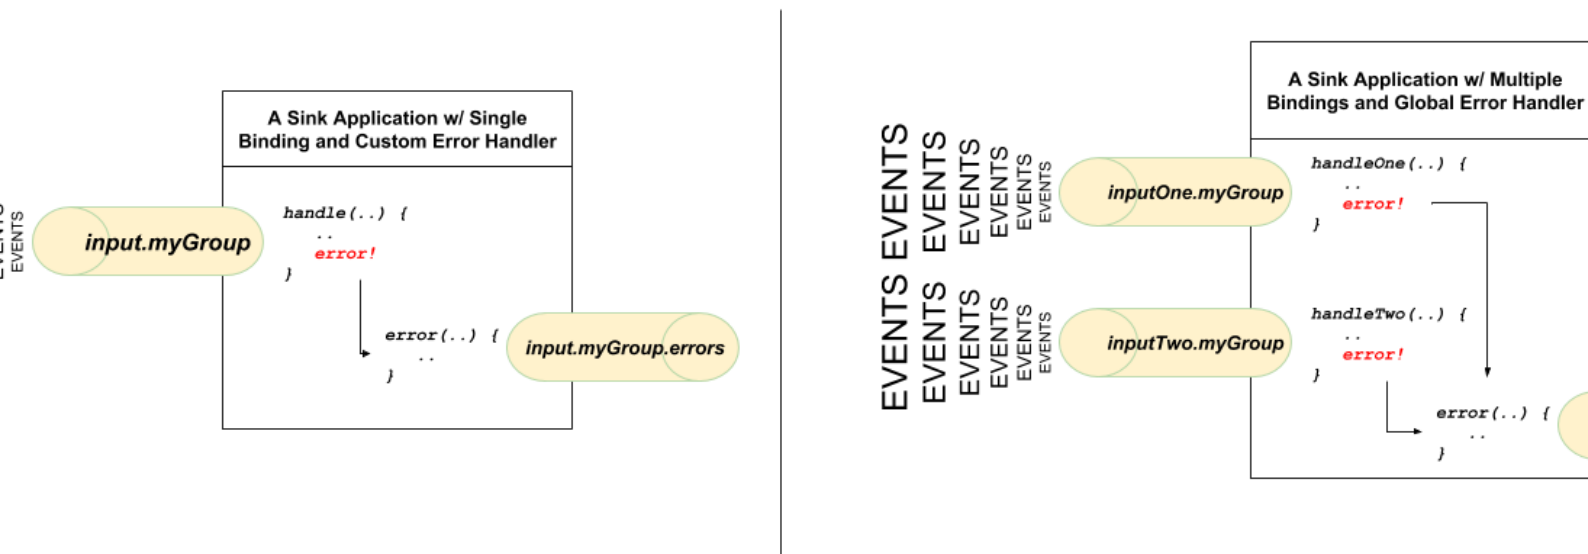 A Sink Application w/ Single
Binding and Custom Error Handler
EVENTS
EVENTS
input.myGroup
handle(..) {
..
error!
}
error(..) {
..
}
input.myGroup.errors
A Sink Application w/ Multiple
Bindings and Global Error Handler
EVENTS
EVENTS
EVENTS
EVENTS
EVENTS
EVENTS
inputOne.myGroup
handleOne(..) {
..
error!
}
EVENTS
EVENTS
EVENTS
EVENTS
EVENTS
EVENTS
inputTwo.myGroup
handleTwo(..) {
..
error!
}
error(..) {
..
}